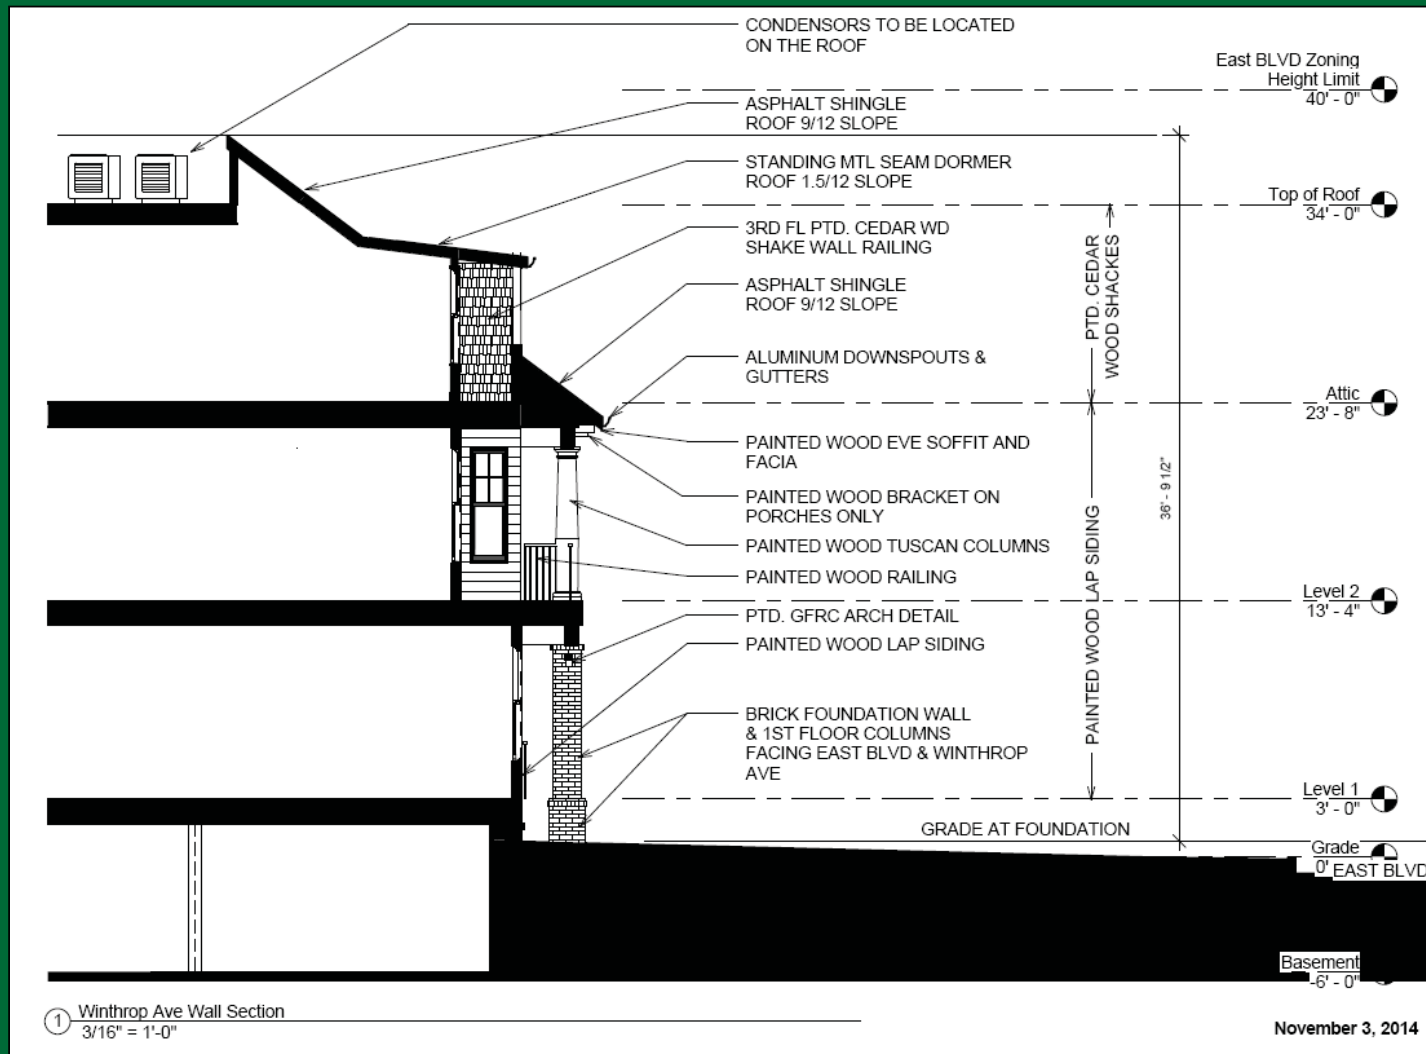 CONDENSORS TO BE LOCATED
ON THE ROOF
East BLVD Zoning
Height Limit
40' - 0"
ASPHALT SHINGLE
ROOF 9/12 SLOPE
STANDING MTL SEAM DORMER
ROOF 1.5/12 SLOPE
Top of Roof
34' - 0"
3RD FL PTD. CEDAR WD
SHAKE WALL RAILING
PTD. CEDAR
WOOD SHACKES
ASPHALT SHINGLE
ROOF 9/12 SLOPE
ALUMINUM DOWNSPOUTS &
GUTTERS
Attic
23' - 8"
PAINTED WOOD EVE SOFFIT AND
FACIA
36' - 9 1/2"
PAINTED WOOD BRACKET ON
PORCHES ONLY
PAINTED WOOD LAP SIDING
PAINTED WOOD TUSCAN COLUMNS
PAINTED WOOD RAILING
Level 2
13' - 4"
PTD. GFRC ARCH DETAIL
PAINTED WOOD LAP SIDING
BRICK FOUNDATION WALL
& 1ST FLOOR COLUMNS
FACING EAST BLVD & WINTHROP
AVE
Level 1
3' - 0"
GRADE AT FOUNDATION
Grade
0'
EAST BLVD
Basement
-6' - 0"
1
Winthrop Ave Wall Section
3/16" = 1'-0"
November 3, 2014